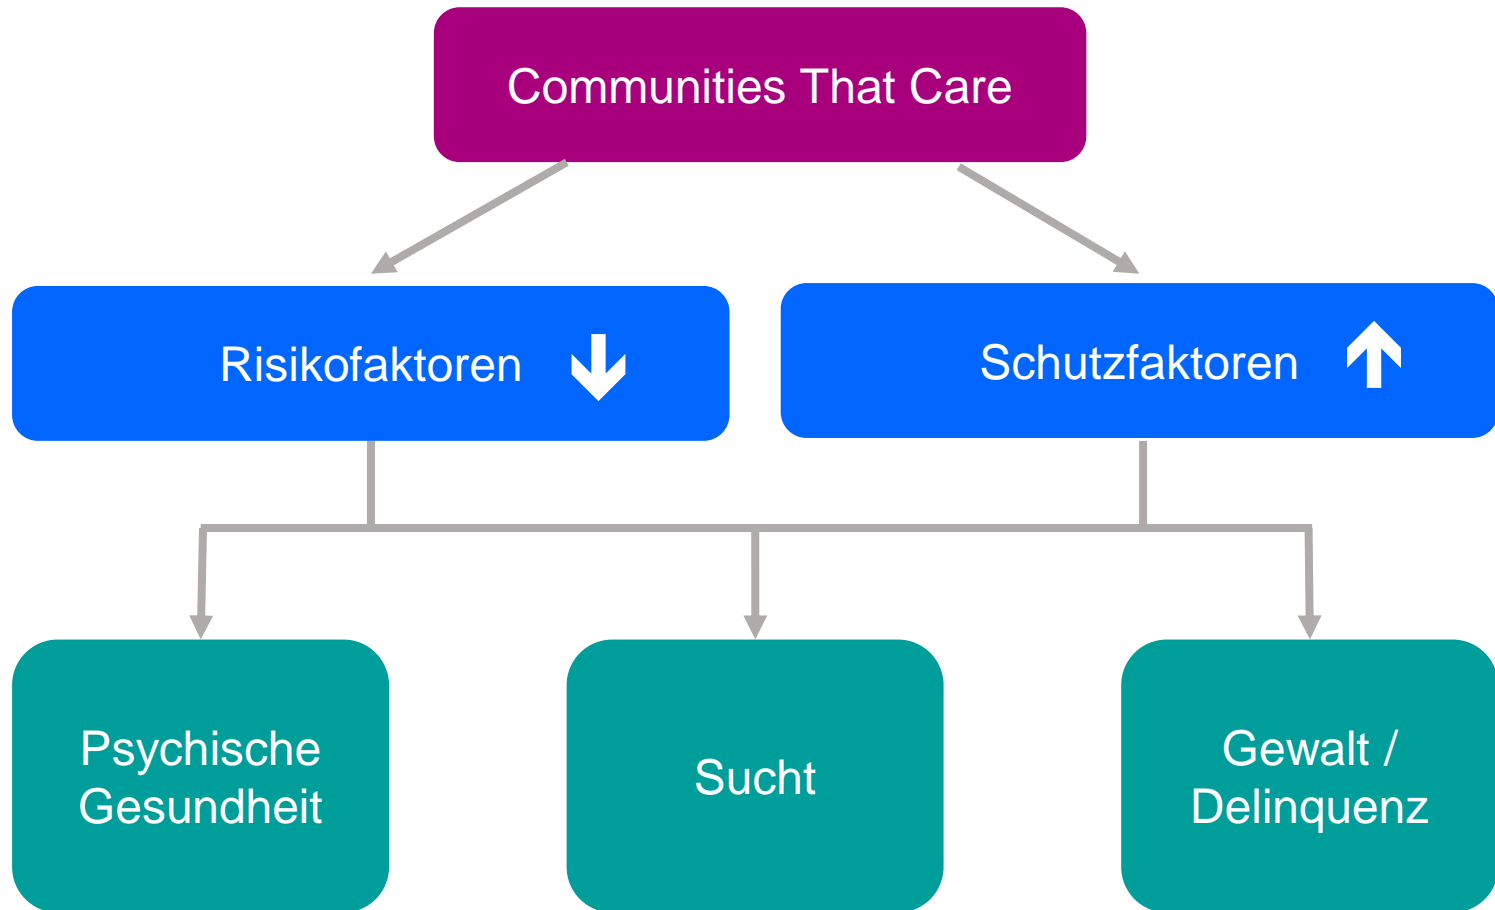 Communities That Care
Risikofaktoren
Schutzfaktoren
Psychische
Gesundheit
Sucht
Gewalt /
Delinquenz